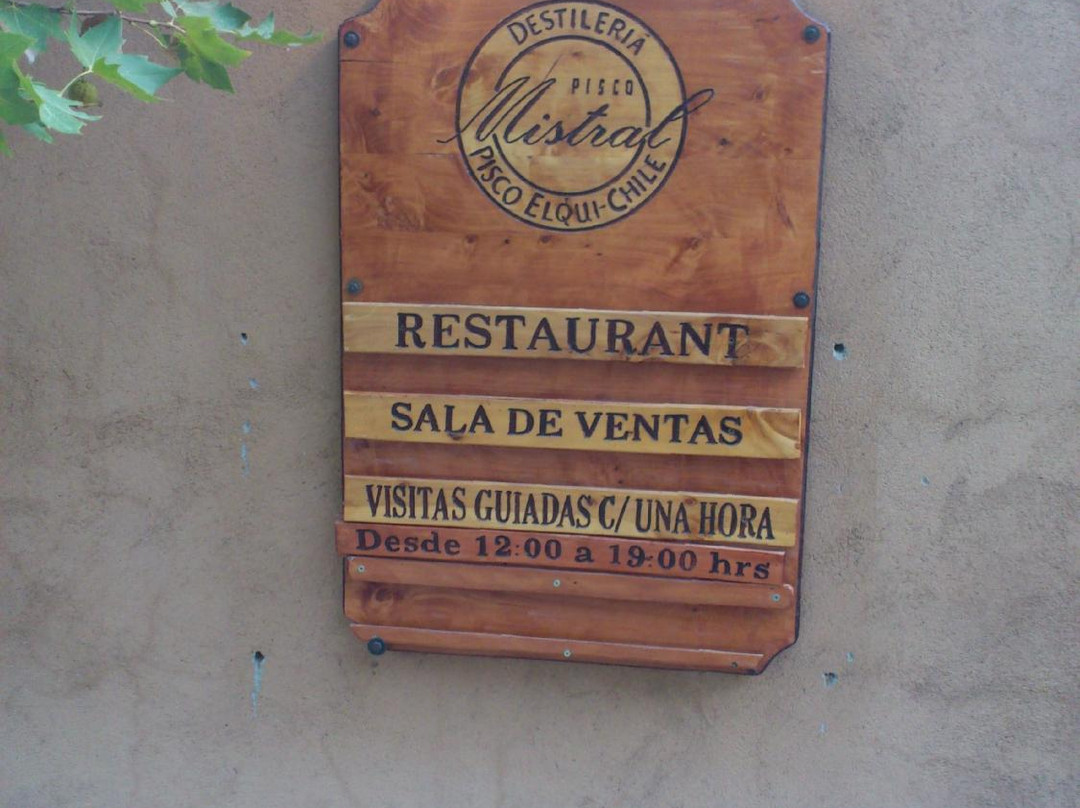 DESTILERIA
PISCO
Mistral
PISCO ELQUI-CHILE
RESTAURANT
SALA DE VENTAS
VISITAS GUIADAS C/ UNA HORA
Desde 12:00 a 19:00 hrs